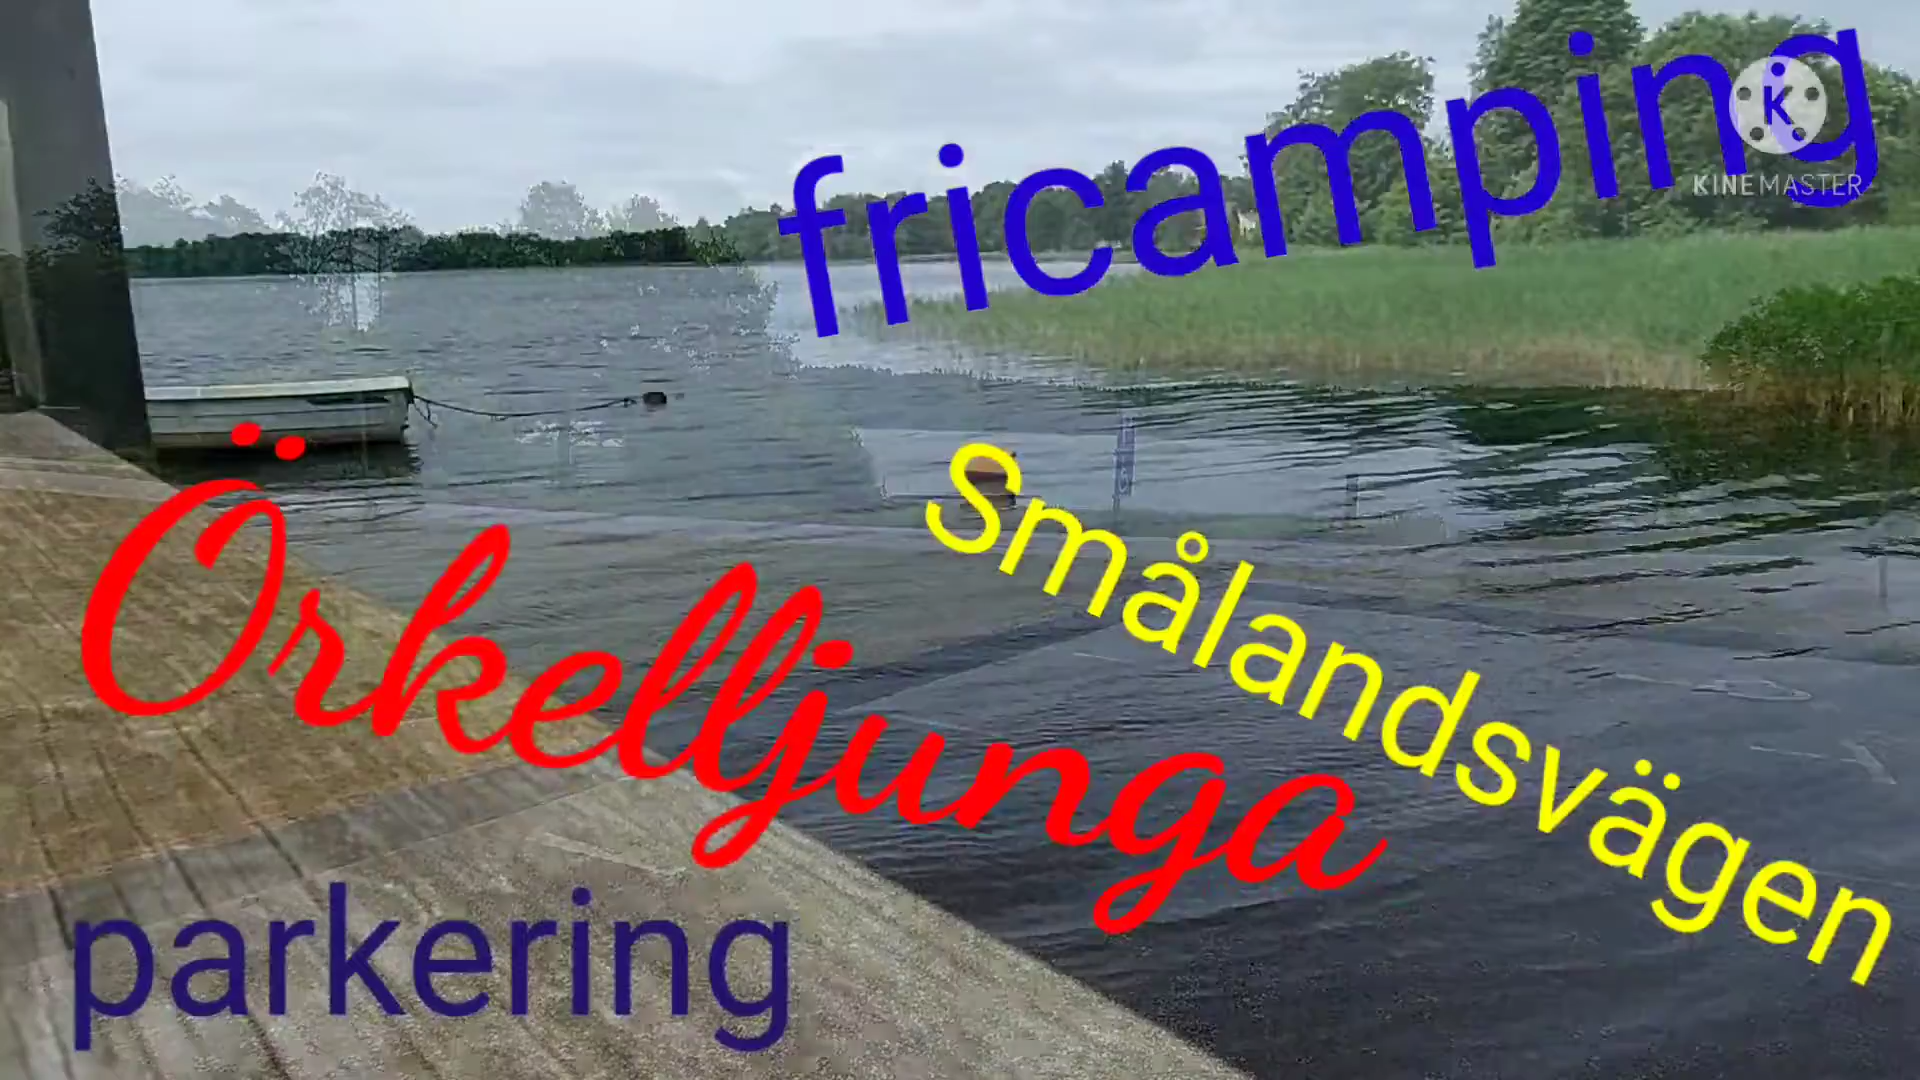 fricamping
K
KINEMASTER
Smålandsvägen
Örkelljunga
parkering